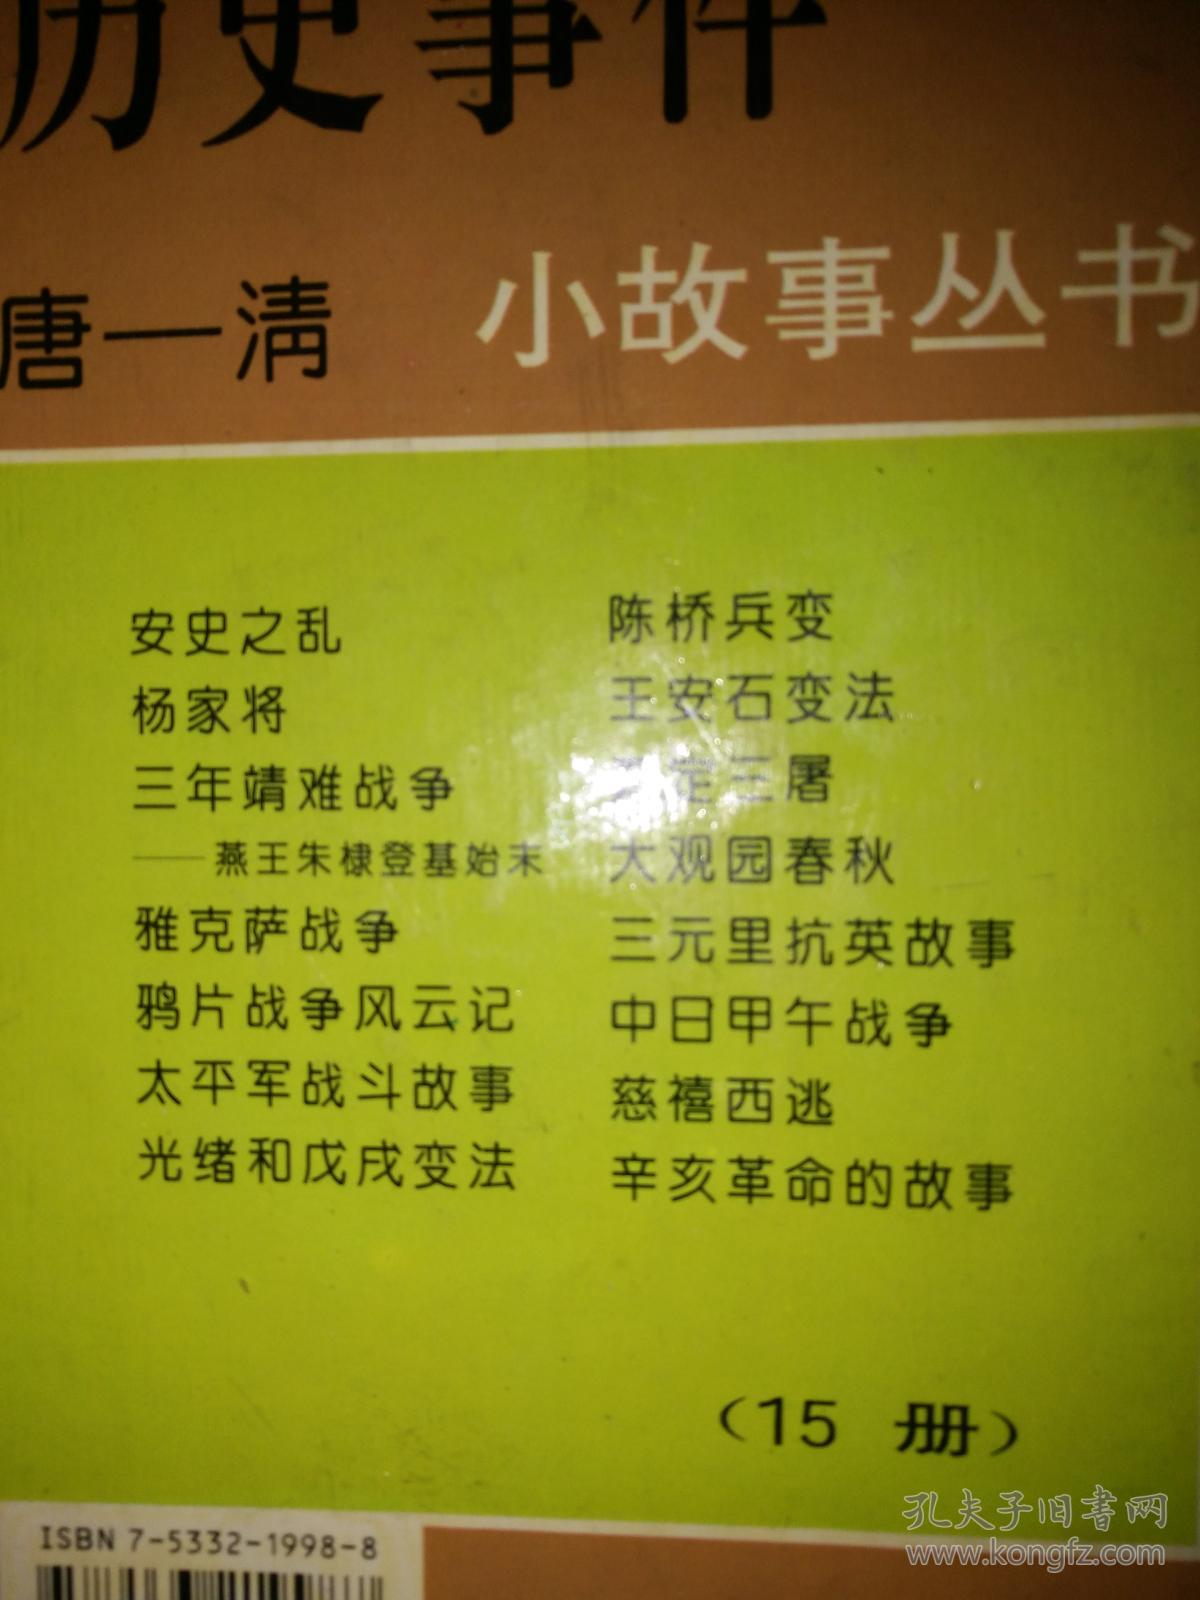 历史事件
唐一清
小故事丛书
安史之乱
杨家将
三年靖难战争
——燕王朱棣登基始末
雅克萨战争
鸦片战争风云记
太平军战斗故事
光绪和戊戌变法
陈桥兵变
王安石变法
定三屠
大观园春秋
三元里抗英故事
中日甲午战争
慈禧西逃
辛亥革命的故事
（15 册）
ISBN 7-5332-1998-8
孔夫子旧書网
www.kongfz.com